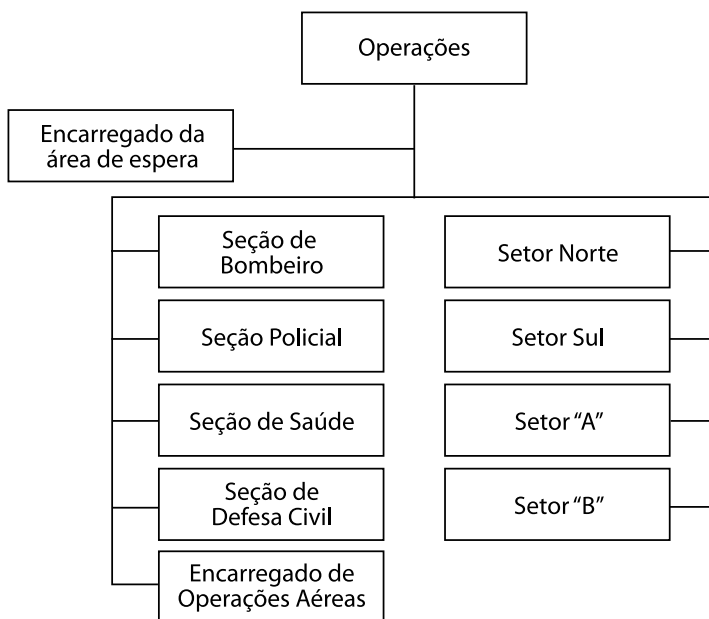 Operações
Encarregado da
área de espera
Seção de
Bombeiro
Setor Norte
Seção Policial
Setor Sul
Seção de Saúde
Setor “A”
Seção de
Defesa Civil
Setor “B”
Encarregado de
Operações Aéreas